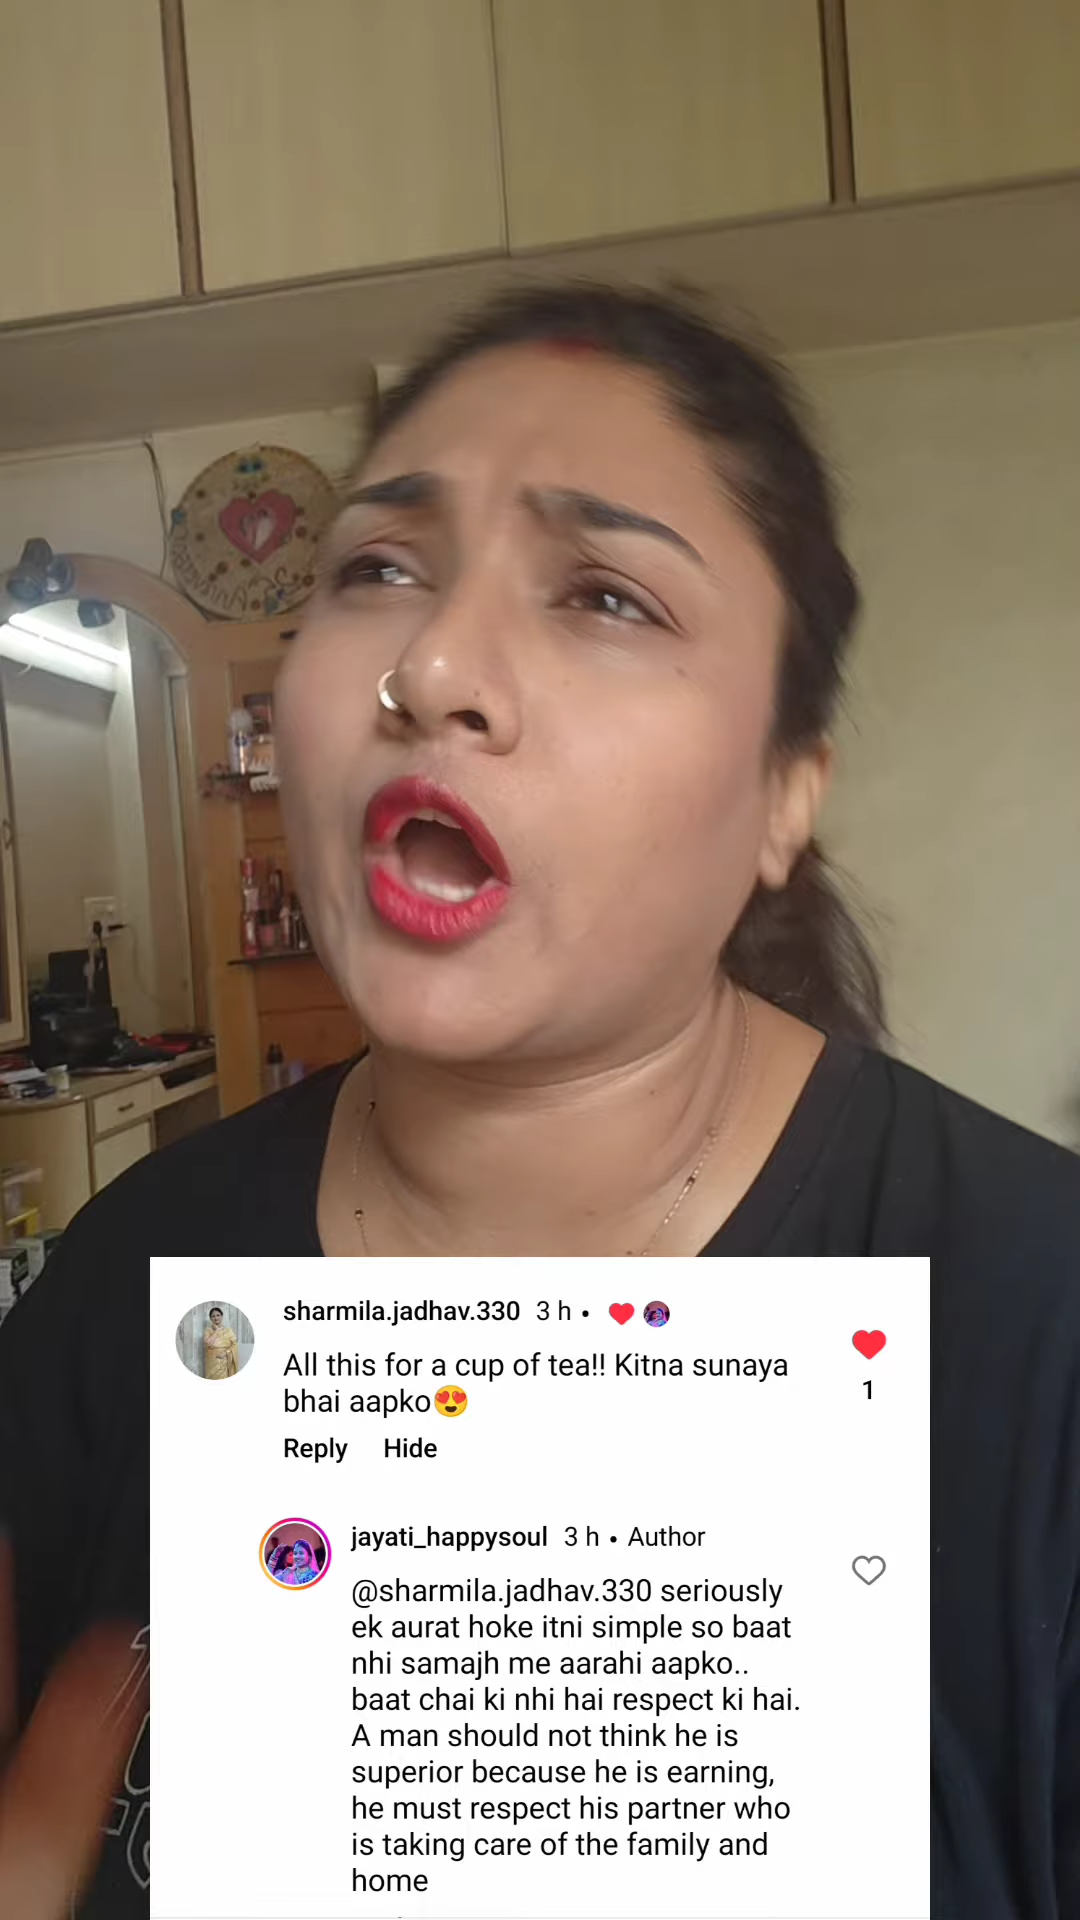 sharmila.jadhav.330 3 h •
All this for a cup of tea!! Kitna sunaya
bhai aapko😍
1
Reply Hide
jayati_happysoul 3 h • Author
@sharmila.jadhav.330 seriously
ek aurat hoke itni simple so baat
nhi samajh me aarahi aapko..
baat chai ki nhi hai respect ki hai.
A man should not think he is
superior because he is earning,
he must respect his partner who
is taking care of the family and
home